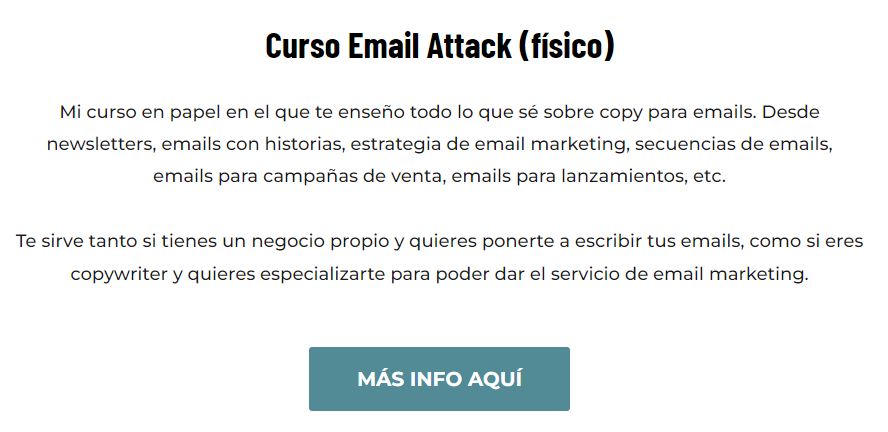 Curso Email Attack (físico)
Mi curso en papel en el que te enseño todo lo que sé sobre copy para emails. Desde
newsletters, emails con historias, estrategia de email marketing, secuencias de emails,
emails para campañas de venta, emails para lanzamientos, etc.
Te sirve tanto si tienes un negocio propio y quieres ponerte a escribir tus emails, como si eres
copywriter y quieres especializarte para poder dar el servicio de email marketing.
MÁS INFO AQUÍ